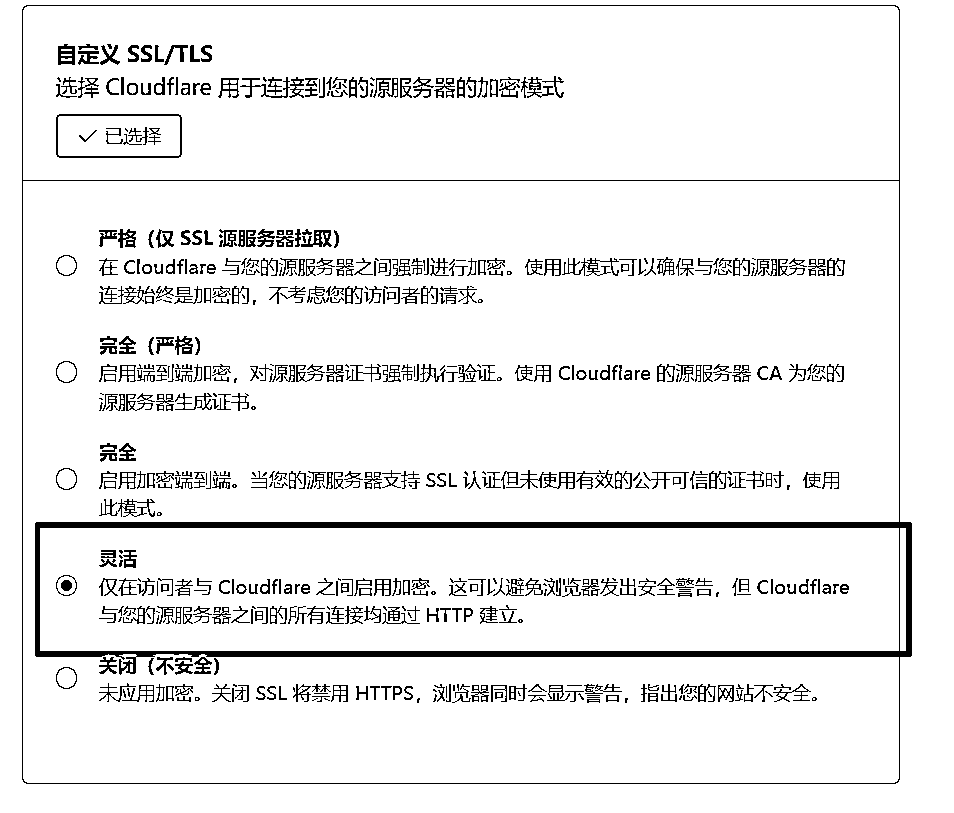 自定义 SSL/TLS
选择 Cloudflare 用于连接到您的源服务器的加密模式
已选择
严格（仅 SSL 源服务器拉取）
在 Cloudflare 与您的源服务器之间强制进行加密。使用此模式可以确保与您的源服务器的
连接始终是加密的，不考虑您的访问者的请求。
完全（严格）
启用端到端加密，对源服务器证书强制执行验证。使用 Cloudflare 的源服务器 CA 为您的
源服务器生成证书。
完全
启用加密端到端。当您的源服务器支持 SSL 认证但未使用有效的公开可信的证书时，使用
此模式。
灵活
仅在访问者与 Cloudflare 之间启用加密。这可以避免浏览器发出安全警告，但 Cloudflare
与您的源服务器之间的所有连接均通过 HTTP 建立。
关闭（不安全）
未应用加密。关闭 SSL 将禁用 HTTPS，浏览器同时会显示警告，指出您的网站不安全。